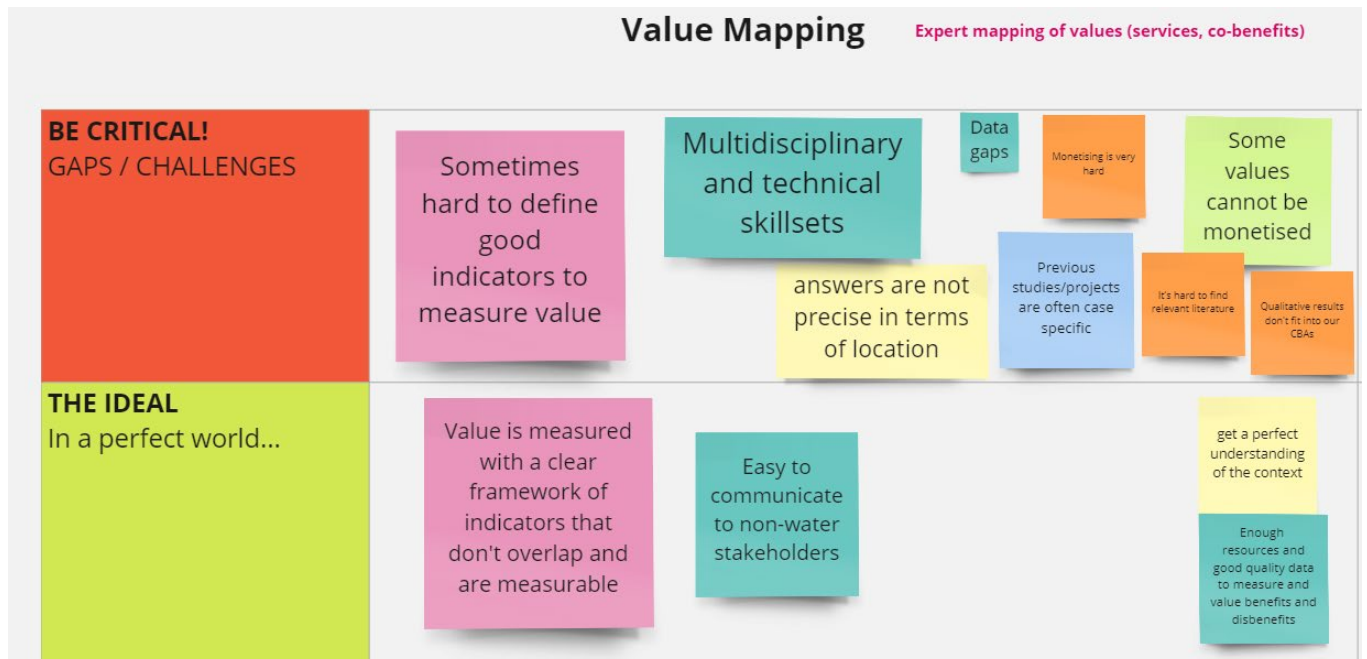 Value Mapping
Expert mapping of values (services, co-benefits)
BE CRITICAL!
GAPS / CHALLENGES
Sometimes
hard to define
good
indicators to
measure value
Multidisciplinary
and technical
skillsets
answers are not
precise in terms
of location
Data
gaps
Monetising is very
hard
Some
values
cannot be
monetised
Previous
studies/projects
are often case
specific
It's hard to find
relevant literature
Qualitative results
don't fit into our
CBAs
THE IDEAL
In a perfect world...
Value is measured
with a clear
framework of
indicators that
don't overlap and
are measurable
Easy to
communicate
to non-water
stakeholders
get a perfect
understanding
of the context
Enough
resources and
good quality data
to measure and
value benefits and
disbenefits